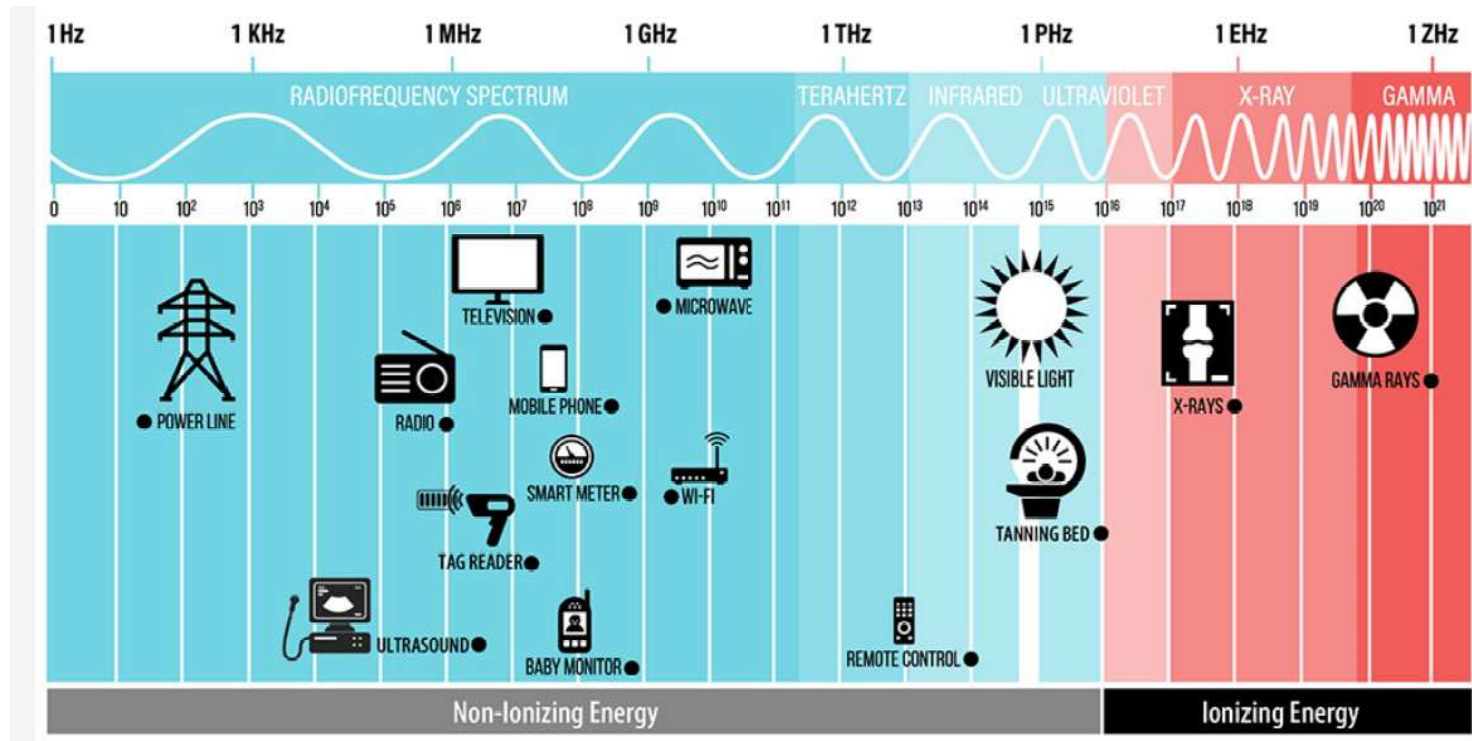 1 Hz 1 KHz 1 MHz 1 GHz 1 THz 1 PHz 1 EHz 1 ZHz
RADIOFREQUENCY SPECTRUM TERAHERTZ INFRARED ULTRAVIOLET X-RAY GAMMA
0 10 10² 10³ 10⁴ 10⁵ 10⁶ 10⁷ 10⁸ 10⁹ 10¹⁰ 10¹¹ 10¹² 10¹³ 10¹⁴ 10¹⁵ 10¹⁶ 10¹⁷ 10¹⁸ 10¹⁹ 10²⁰ 10²¹
TELEVISION MICROWAVE
VISIBLE LIGHT GAMMA RAYS
MOBILE PHONE X-RAYS
POWER LINE RADIO
SMART METER WI-FI
TANNING BED
TAG READER
ULTRASOUND REMOTE CONTROL
BABY MONITOR
Non-Ionizing Energy Ionizing Energy